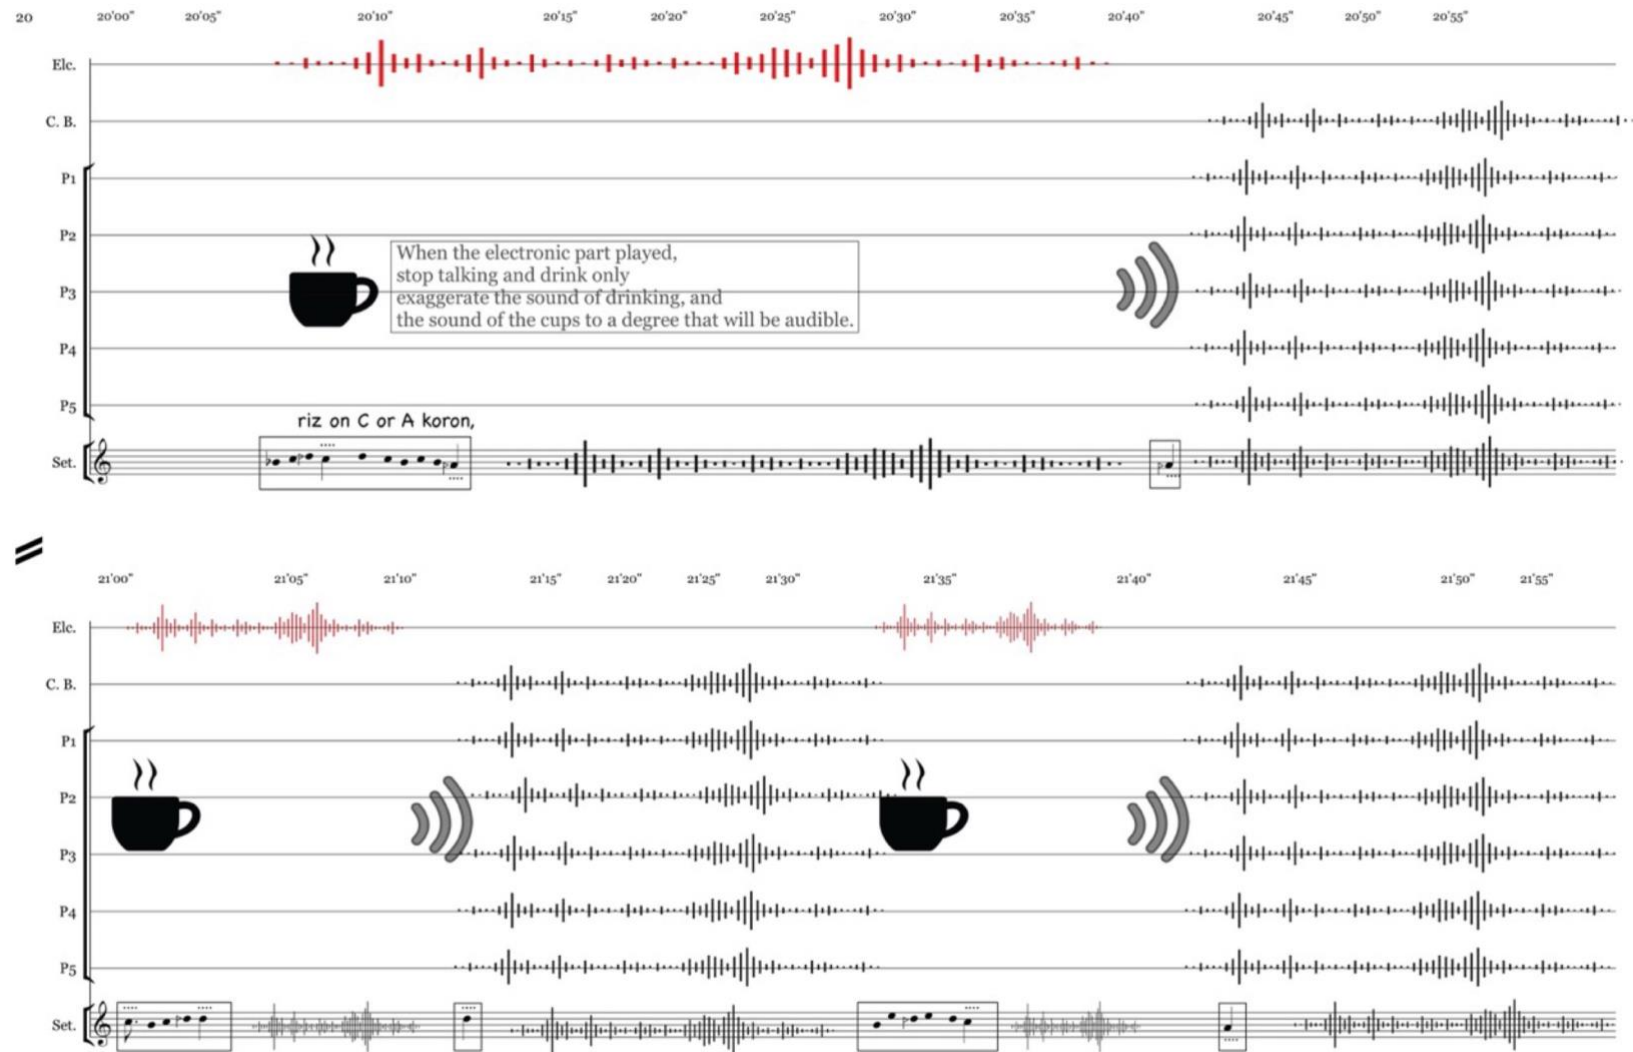 20 20'00" 20'05" 20'10" 20'15" 20'20" 20'25" 20'30" 20'35" 20'40" 20'45" 20'50" 20'55"
Elc.
C. B.
P1
P2
When the electronic part played,
stop talking and drink only
P3
exaggerate the sound of drinking, and
the sound of the cups to a degree that will be audible.
P4
P5
riz on C or A koron,
Set.
21'00" 21'05" 21'10" 21'15" 21'20" 21'25" 21'30" 21'35" 21'40" 21'45" 21'50" 21'55"
Elc.
C. B.
P1
P2
P3
P4
P5
Set.